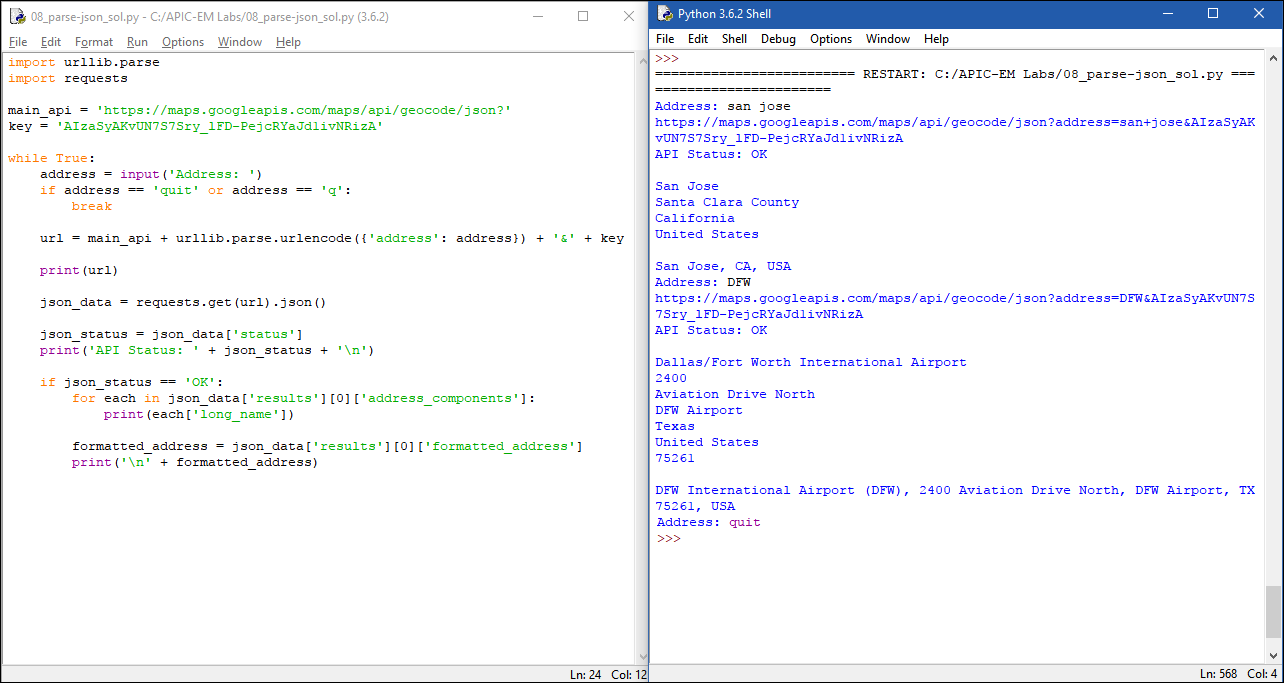 08_parse-json_sol.py - C:/APIC-EM Labs/08_parse-json_sol.py (3.6.2)
File Edit Format Run Options Window Help
import urllib.parse
import requests
main_api = 'https://maps.googleapis.com/maps/api/geocode/json?'
key = 'AIzaSyAKvUN7S7Sry_lFD-PejcRYaJdlivNRizA'
while True:
address = input('Address: ')
if address == 'quit' or address == 'q':
break
url = main_api + urllib.parse.urlencode({'address': address}) + '&' + key
print(url)
json_data = requests.get(url).json()
json_status = json_data['status']
print('API Status: ' + json_status + '\n')
if json_status == 'OK':
for each in json_data['results'][0]['address_components']:
print(each['long_name'])
formatted_address = json_data['results'][0]['formatted_address']
print('\n' + formatted_address)
Ln: 24 Col: 12
Python 3.6.2 Shell
File Edit Shell Debug Options Window Help
>>>
========================= RESTART: C:/APIC-EM Labs/08_parse-json_sol.py ===
======================
Address: san jose
https://maps.googleapis.com/maps/api/geocode/json?address=san+jose&AIzaSyAK
vUN7S7Sry_lFD-PejcRYaJdlivNRizA
API Status: OK
San Jose
Santa Clara County
California
United States
San Jose, CA, USA
Address: DFW
https://maps.googleapis.com/maps/api/geocode/json?address=DFW&AIzaSyAKvUN7S
7Sry_lFD-PejcRYaJdlivNRizA
API Status: OK
Dallas/Fort Worth International Airport
2400
Aviation Drive North
DFW Airport
Texas
United States
75261
DFW International Airport (DFW), 2400 Aviation Drive North, DFW Airport, TX
75261, USA
Address: quit
>>>
Ln: 568 Col: 4